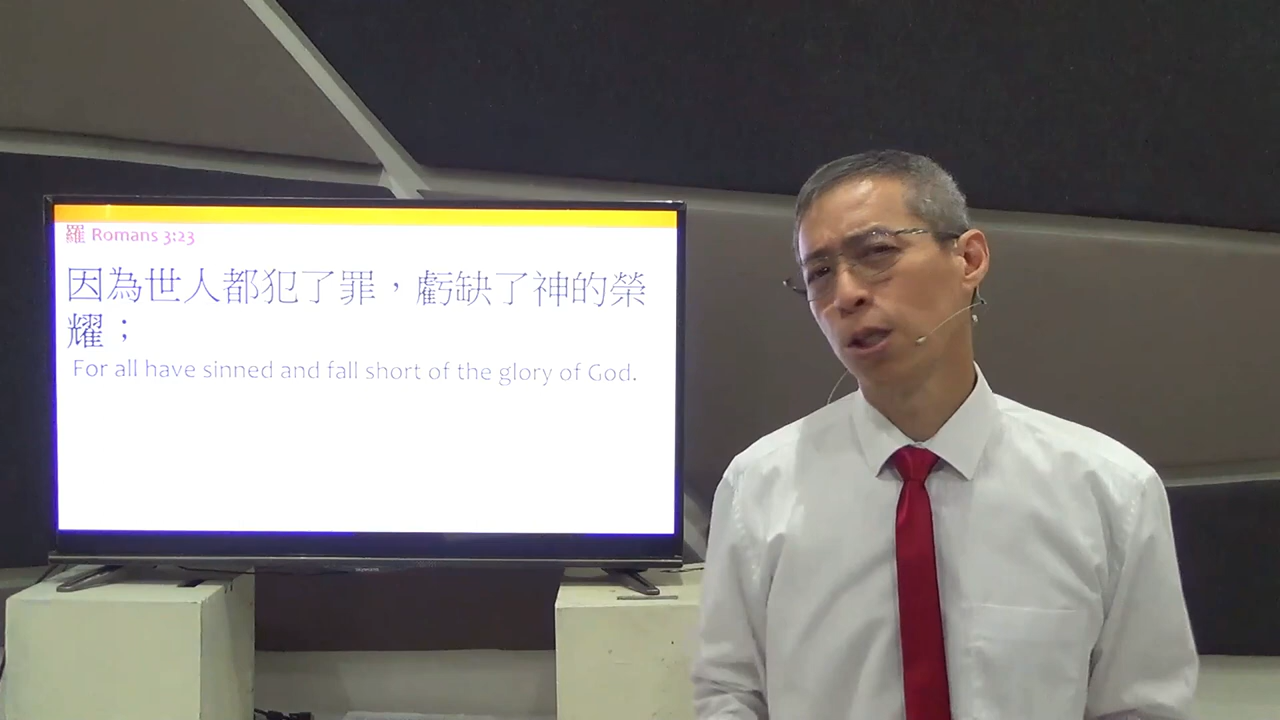 羅 Romans 3:23
因為世人都犯了罪，虧缺了神的榮
耀；
For all have sinned and fall short of the glory of God.